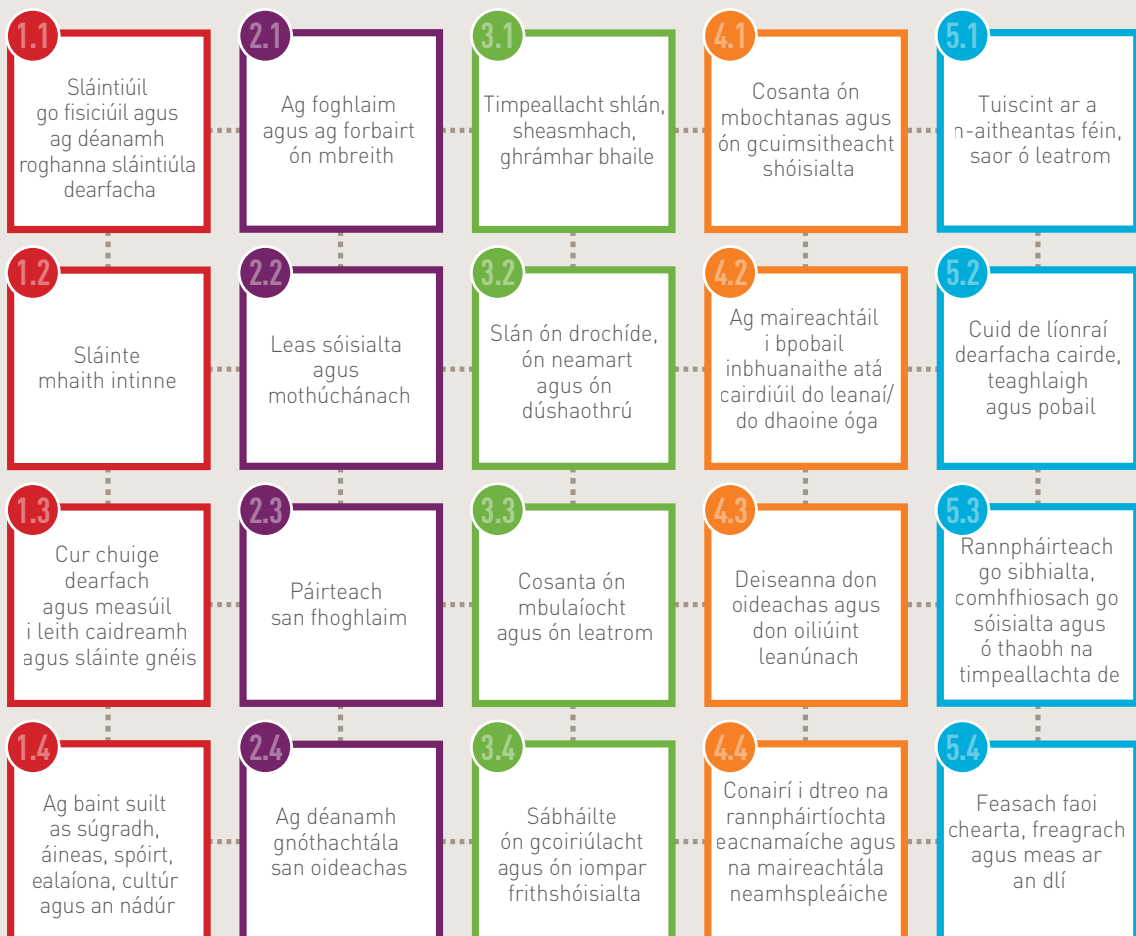 1.1
Sláintiúil
go fisiciúil agus
ag déanamh
roghanna sláintiúla
dearfacha
2.1
Ag foghlaim
agus ag forbairt
ón mbreith
3.1
Timpeallacht shlán,
sheasmhach,
ghrámhar bhaile
4.1
Cosanta ón
mbochtanas agus
ón gcuimsitheacht
shóisialta
5.1
Tuiscint ar a
n-aitheantas féin,
saor ó leatrom
1.2
Sláinte
mhaith intinne
2.2
Leas sóisialta
agus
mothúchánach
3.2
Slán ón drochíde,
ón neamart
agus ón
dúshaothrú
4.2
Ag maireachtáil
i bpobail
inbhuanaithe atá
cairdiúil do leanaí/
do dhaoine óga
5.2
Cuid de líonraí
dearfacha cairde,
teaghlaigh
agus pobail
1.3
Cur chuige
dearfach
agus measúil
i leith caidreamh
agus sláinte gnéis
2.3
Páirteach
san fhoghlaim
3.3
Cosanta ón
mbulaíocht
agus ón leatrom
4.3
Deiseanna don
oideachas agus
don oiliúint
leanúnach
5.3
Rannpháirteach
go sibhialta,
comhfhiosach go
sóisialta agus
ó thaobh na
timpeallachta de
1.4
Ag baint suilt
as súgradh,
áineas, spóirt,
ealaíona, cultúr
agus an nádúr
2.4
Ag déanamh
gnóthachtála
san oideachas
3.4
Sábháilte
ón gcoiriúlacht
agus ón iompar
frithshóisialta
4.4
Conairí i dtreo na
rannpháirtíochta
eacnamaíche agus
na maireachtála
neamhspleáiche
5.4
Feasach faoi
chearta, freagrach
agus meas ar
an dlí